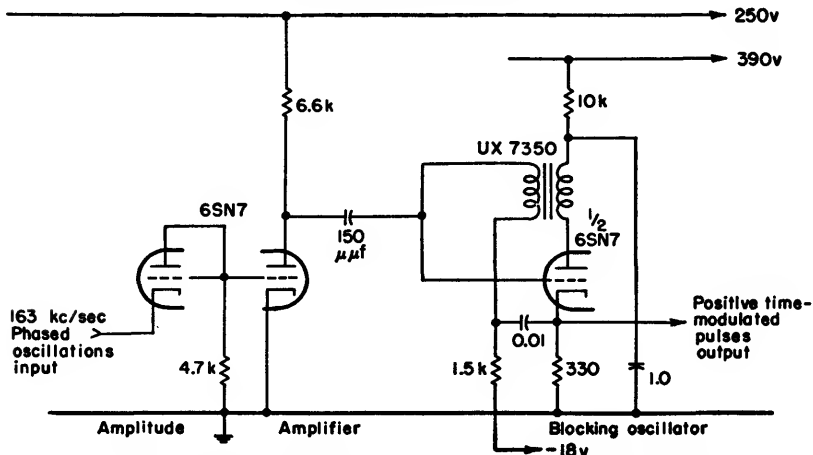 250v
390v
6.6k
10k
UX 7350
6SN7
150
μμf
1/2
6SN7
163 kc/sec
Phased
oscillations
input
4.7k
0.01
1.5k
330
1.0
Positive time-
modulated
pulses
output
Amplitude
Amplifier
Blocking oscillator
-18v